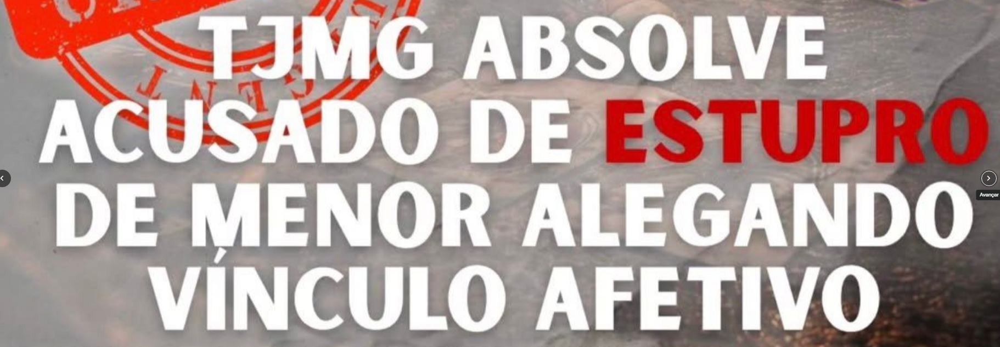 TJMG ABSOLVE
ACUSADO DE ESTUPRO
DE MENOR ALEGANDO
VÍNCULO AFETIVO
Avançar